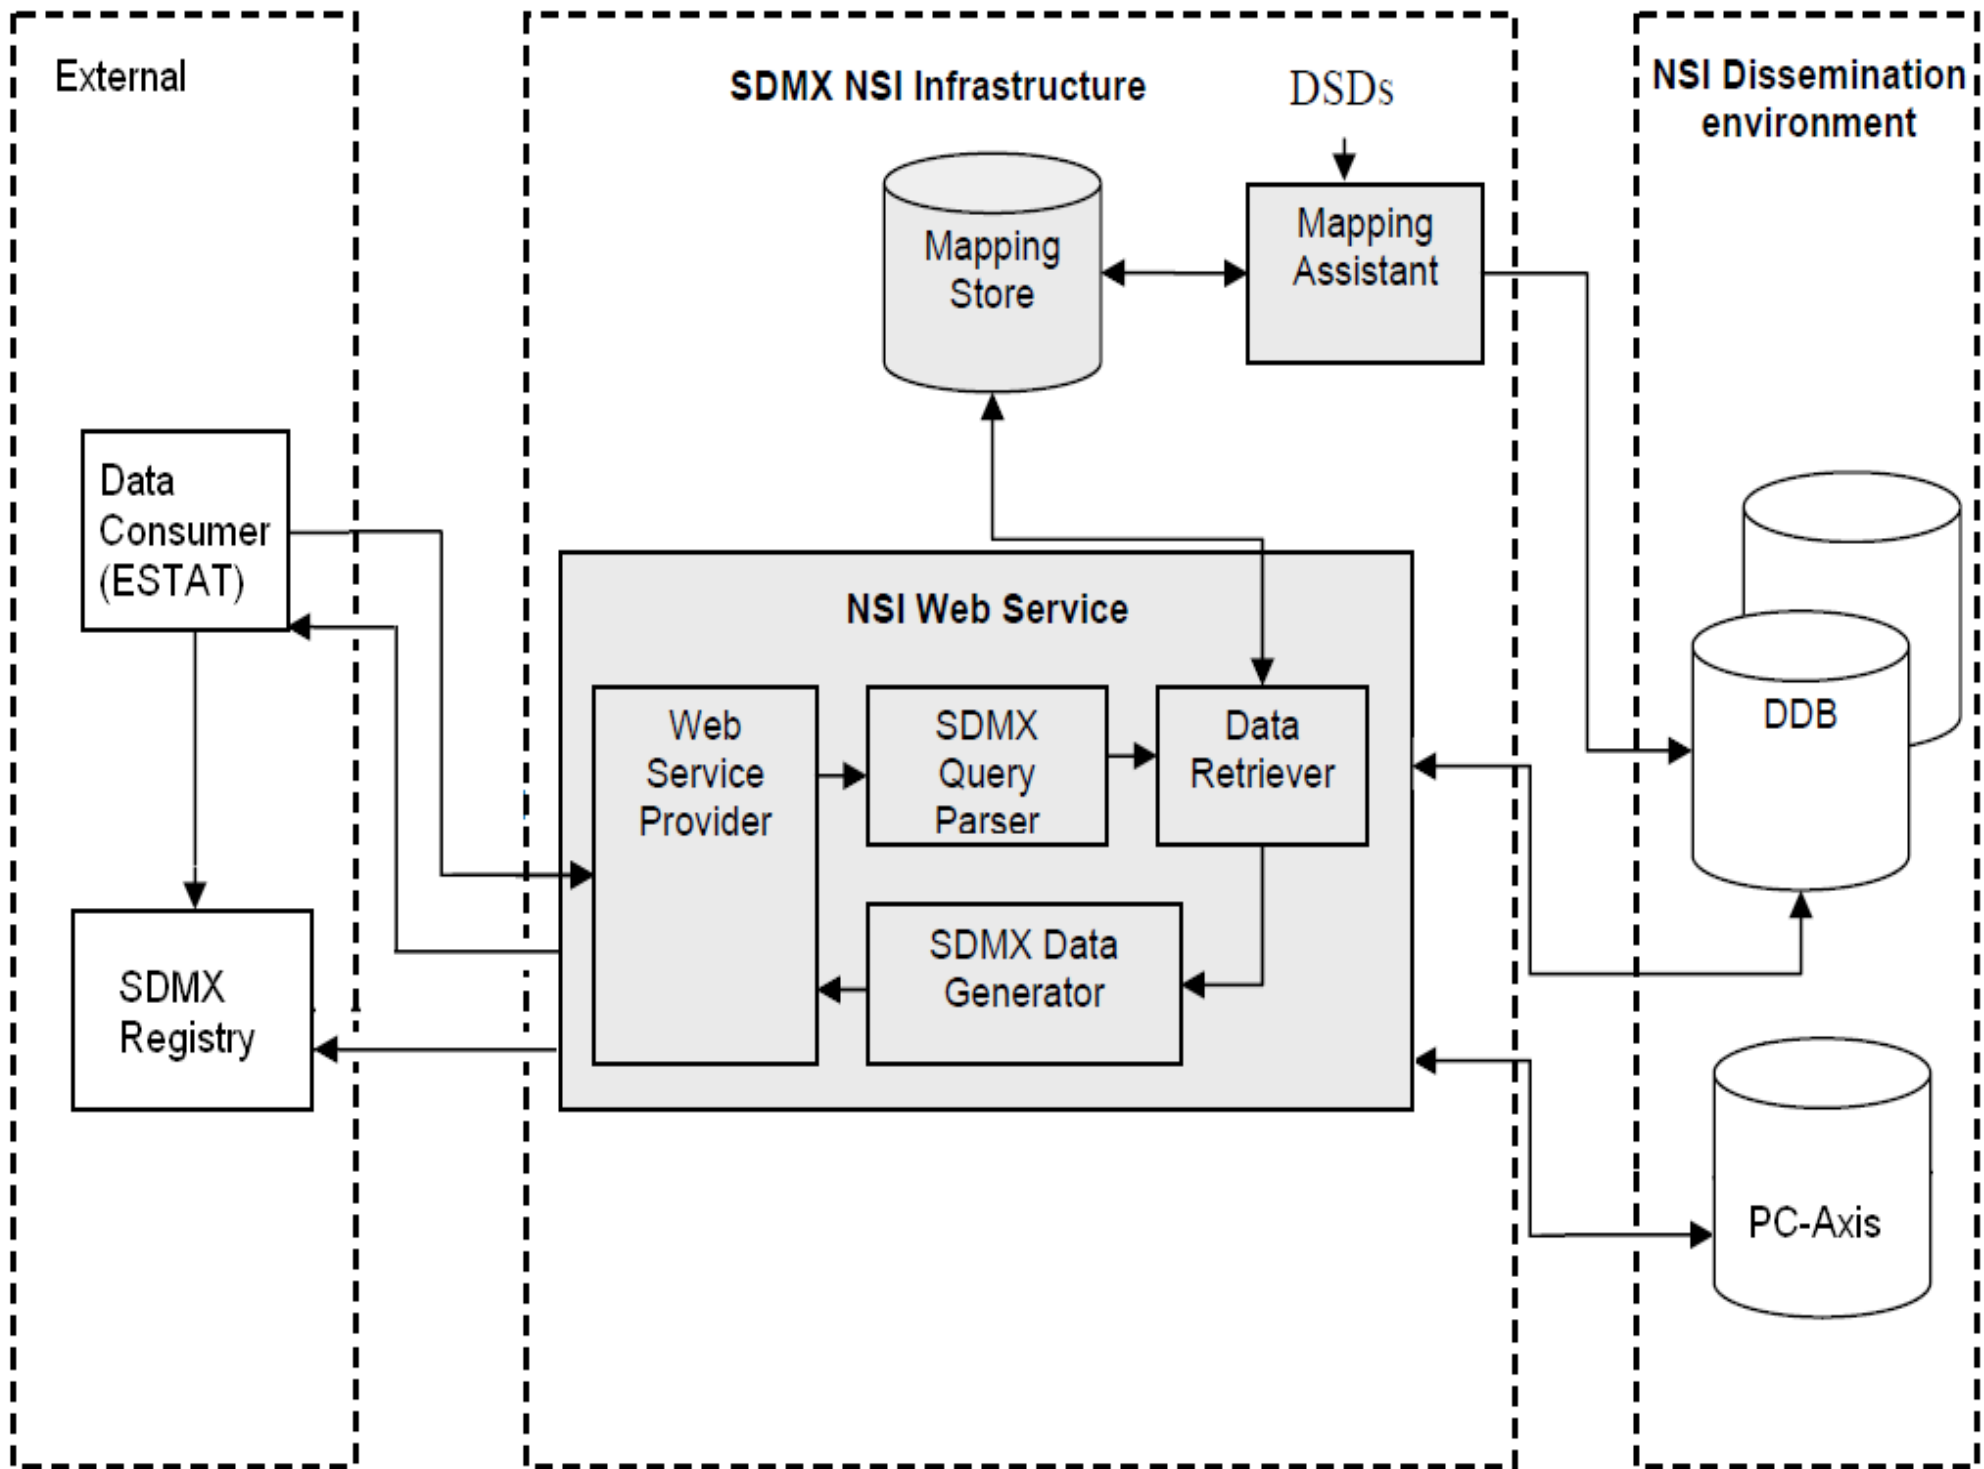 External
SDMX NSI Infrastructure
DSDs
NSI Dissemination
environment
Mapping
Store
Mapping
Assistant
Data
Consumer
(ESTAT)
NSI Web Service
Web
Service
Provider
SDMX
Query
Parser
Data
Retriever
DDB
SDMX Data
Generator
SDMX
Registry
PC-Axis